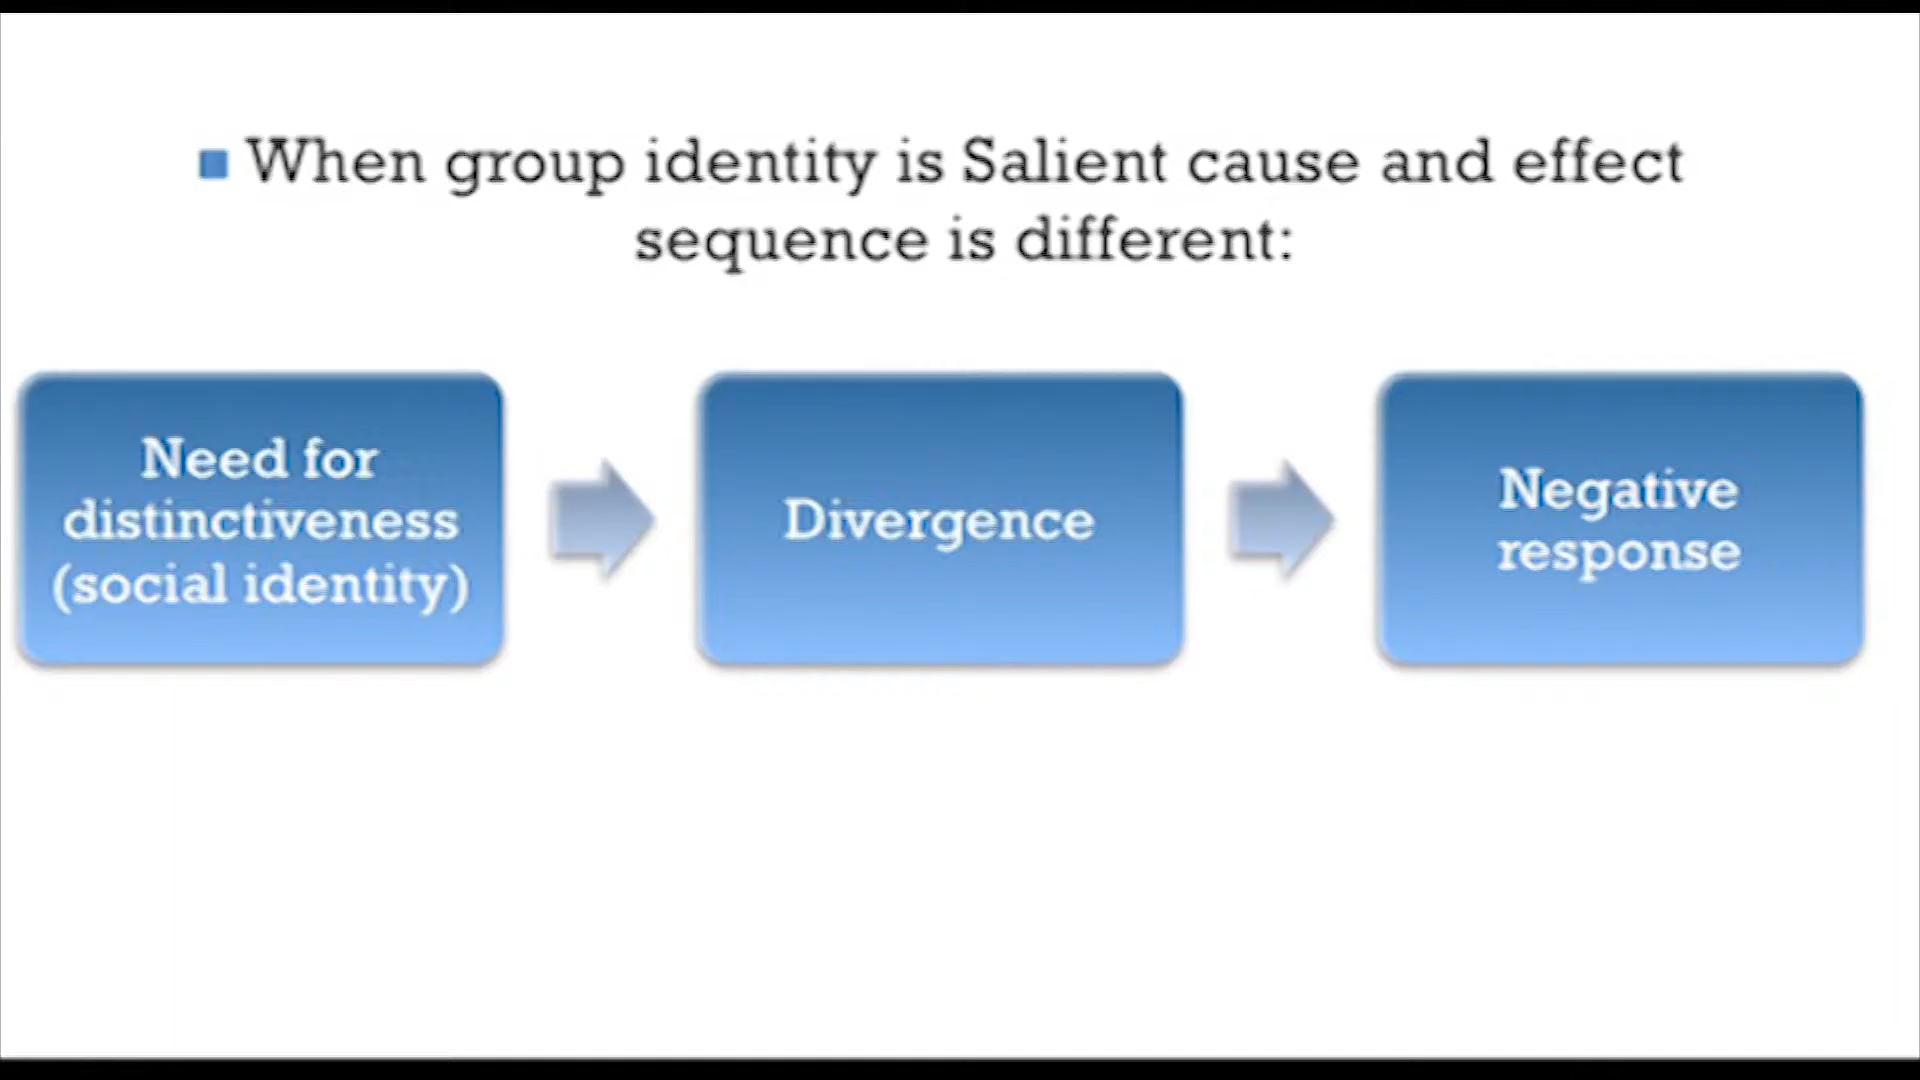 When group identity is Salient cause and effect
sequence is different:
Need for
distinctiveness
(social identity)
Divergence
Negative
response